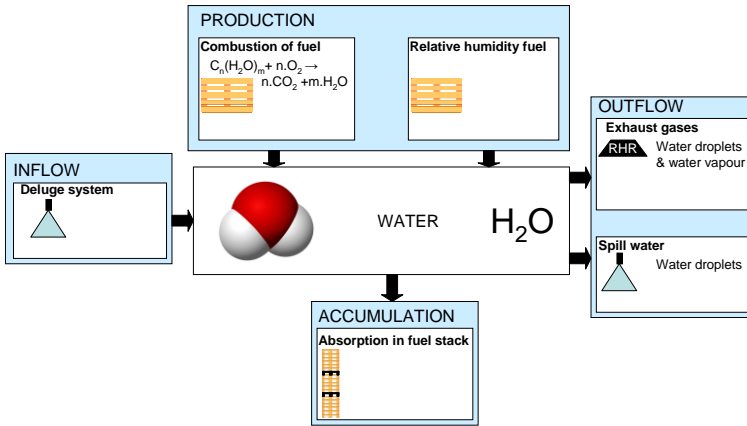 PRODUCTION
Combustion of fuel
Cₙ(H₂O)ₘ+ n.O₂ →
n.CO₂ +m.H₂O
Relative humidity fuel
INFLOW
Deluge system
WATER
H₂O
OUTFLOW
Exhaust gases
RHR
Water droplets
& water vapour
Spill water
Water droplets
ACCUMULATION
Absorption in fuel stack